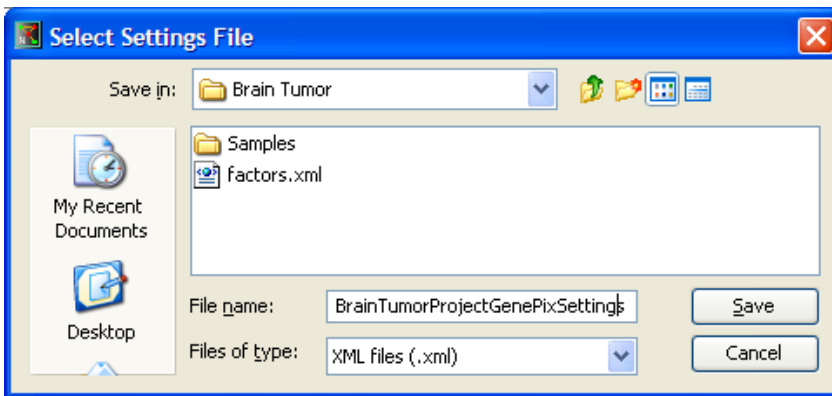 Select Settings File
Save in: Brain Tumor
Samples
factors.xml
My Recent
Documents
Desktop
File name: BrainTumorProjectGenePixSettings Save
Files of type: XML files (.xml) Cancel